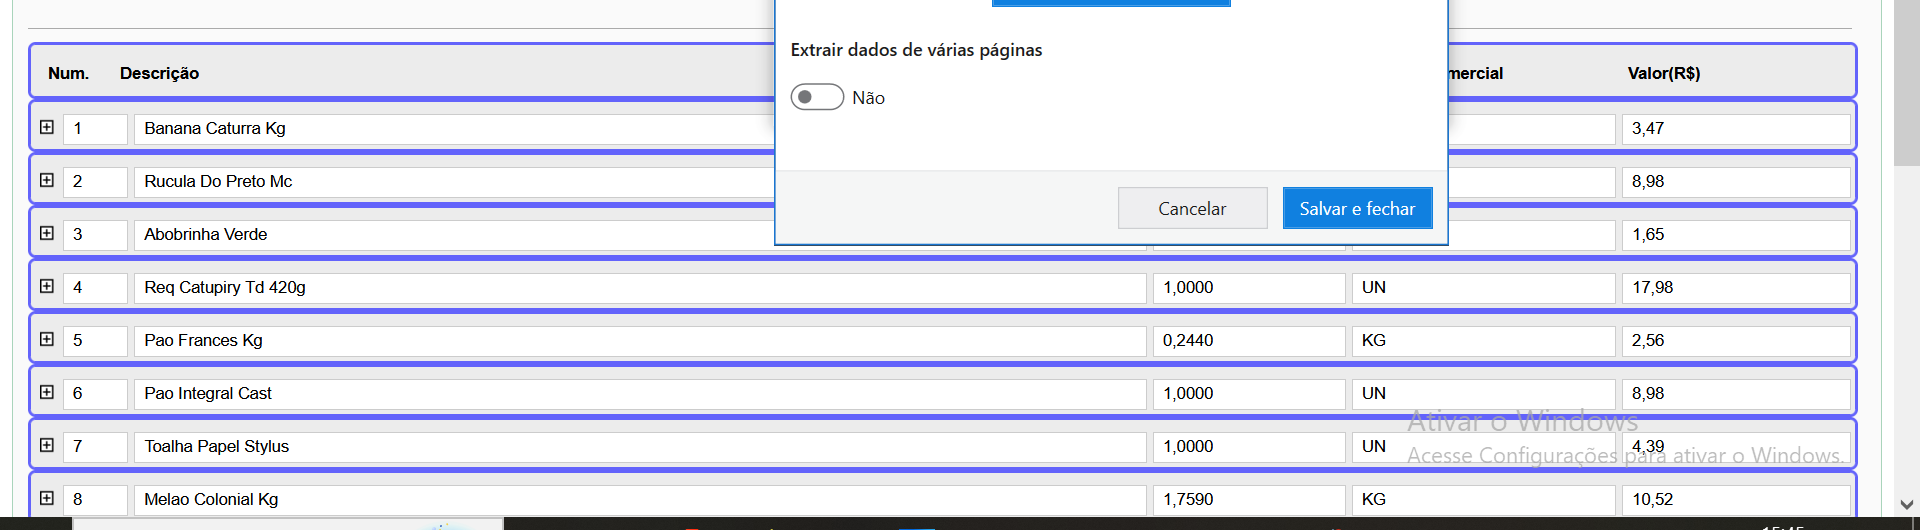 Extrair dados de várias páginas
Num. Descrição mercial Valor(R$)
Não
1 Banana Caturra Kg 3,47
2 Rucula Do Preto Mc 8,98
Cancelar Salvar e fechar
3 Abobrinha Verde 1,65
4 Req Catupiry Td 420g 1,0000 UN 17,98
5 Pao Frances Kg 0,2440 KG 2,56
6 Pao Integral Cast 1,0000 UN 8,98
Ativar o Windows
7 Toalha Papel Stylus 1,0000 UN 4,39
Acesse Configurações para ativar o Windows.
8 Melao Colonial Kg 1,7590 KG 10,52